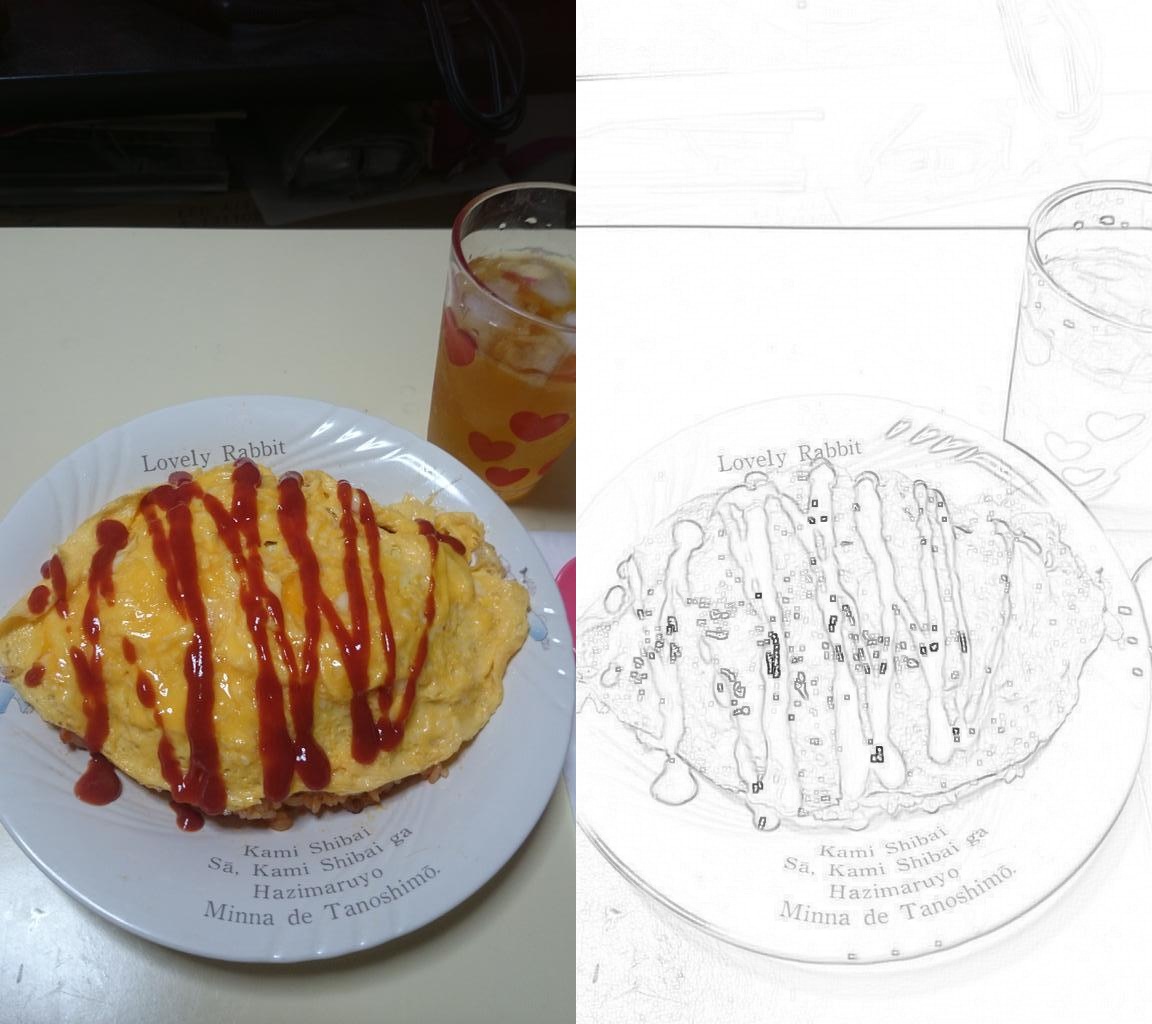 Lovely Rabbit
Kami Shibai
Sā, Kami Shibai ga
Hazimaruyo
Minna de Tanoshimō.
Lovely Rabbit
Kami Shibai
Sā, Kami Shibai ga
Hazimaruyo
Minna de Tanoshimō.